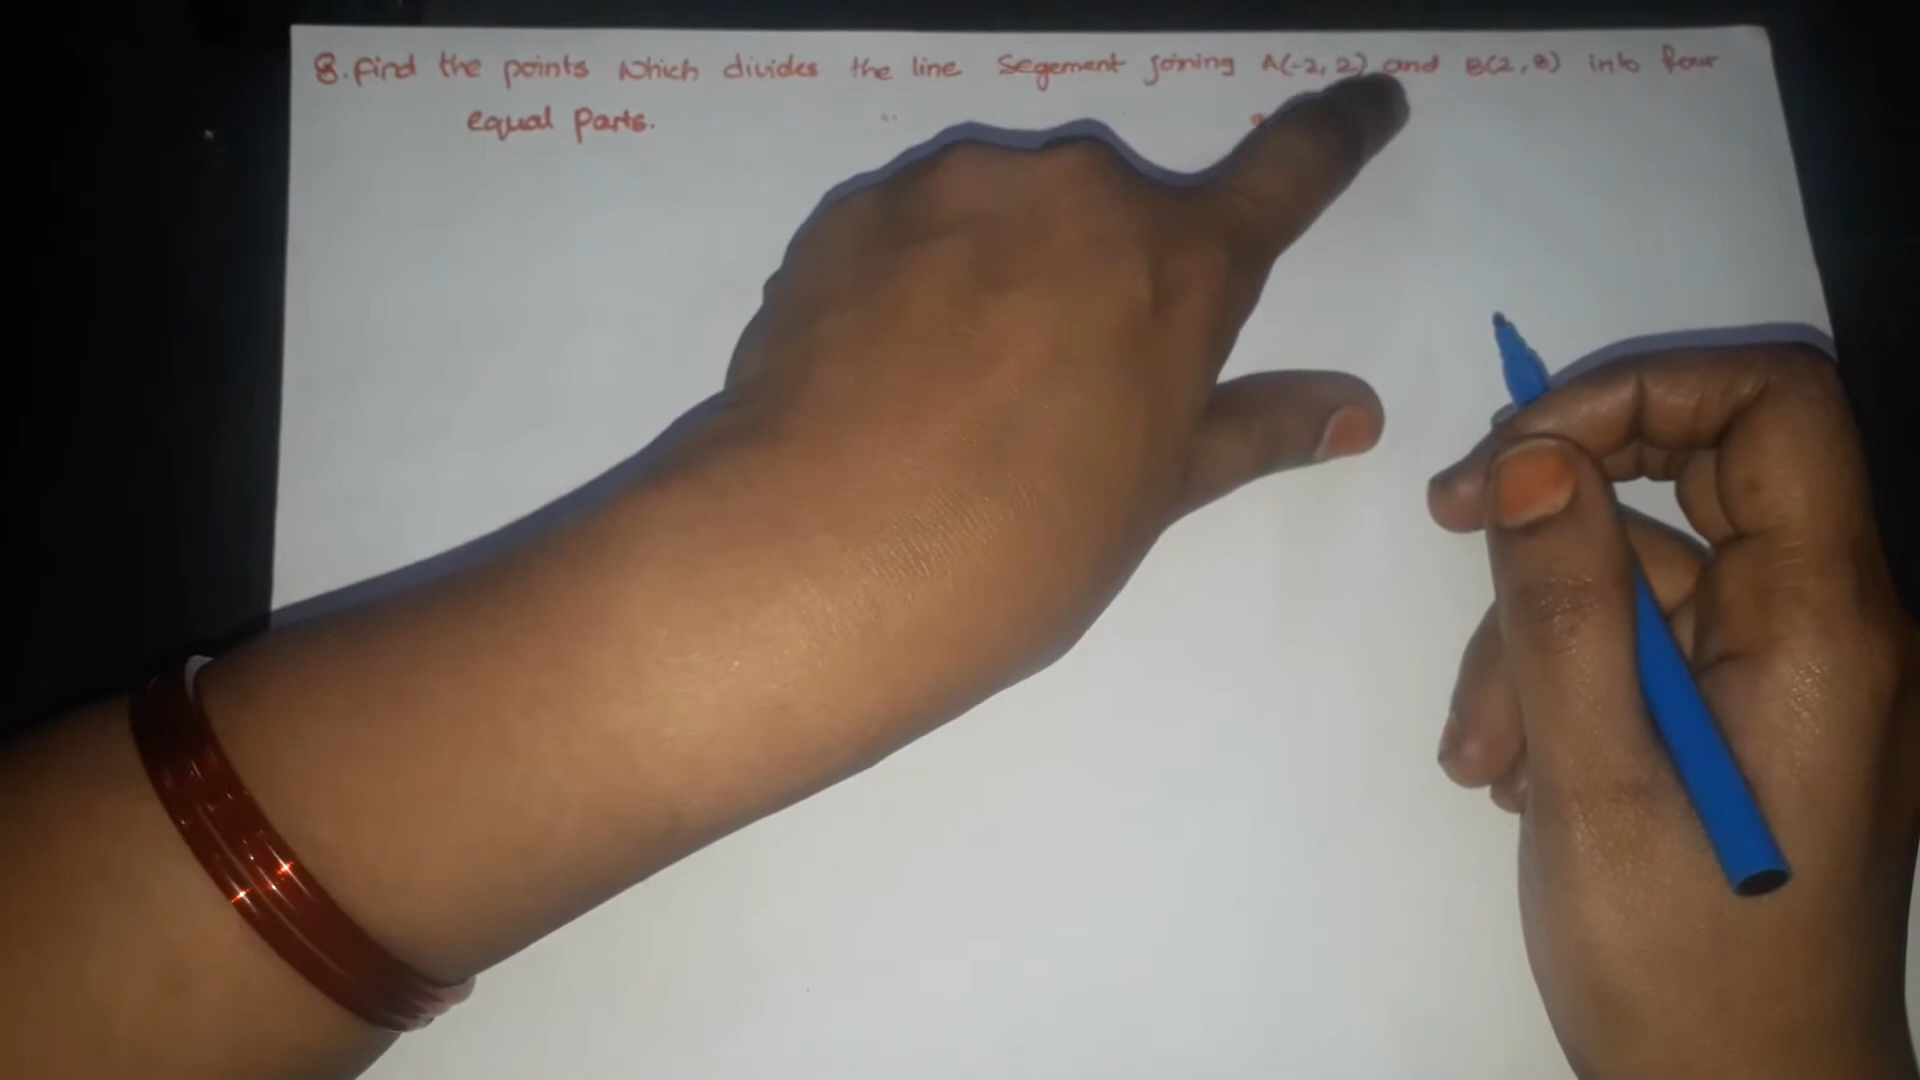 8. Find the points which divides the line Segement joining A(-2, 2) and B(2, 8) into four
equal parts.